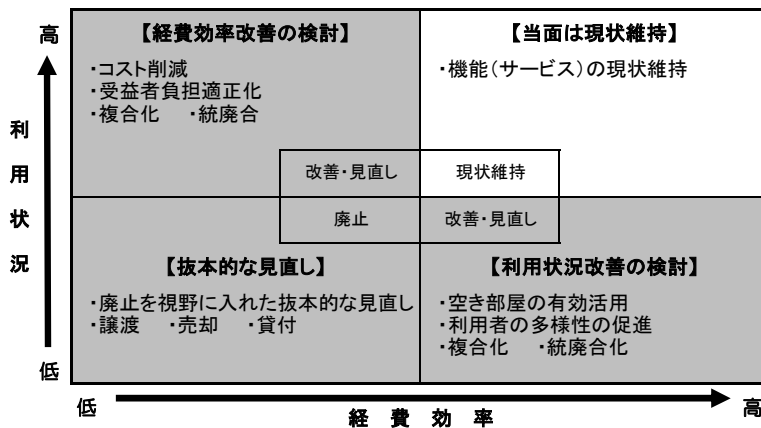 高
利
用
状
況
低
【経費効率改善の検討】
・コスト削減
・受益者負担適正化
・複合化　・統廃合
【当面は現状維持】
・機能（サービス）の現状維持
改善・見直し
現状維持
廃止
改善・見直し
【抜本的な見直し】
・廃止を視野に入れた抜本的な見直し
・譲渡　・売却　・貸付
【利用状況改善の検討】
・空き部屋の有効活用
・利用者の多様性の促進
・複合化　・統廃合化
低
経費効率
高